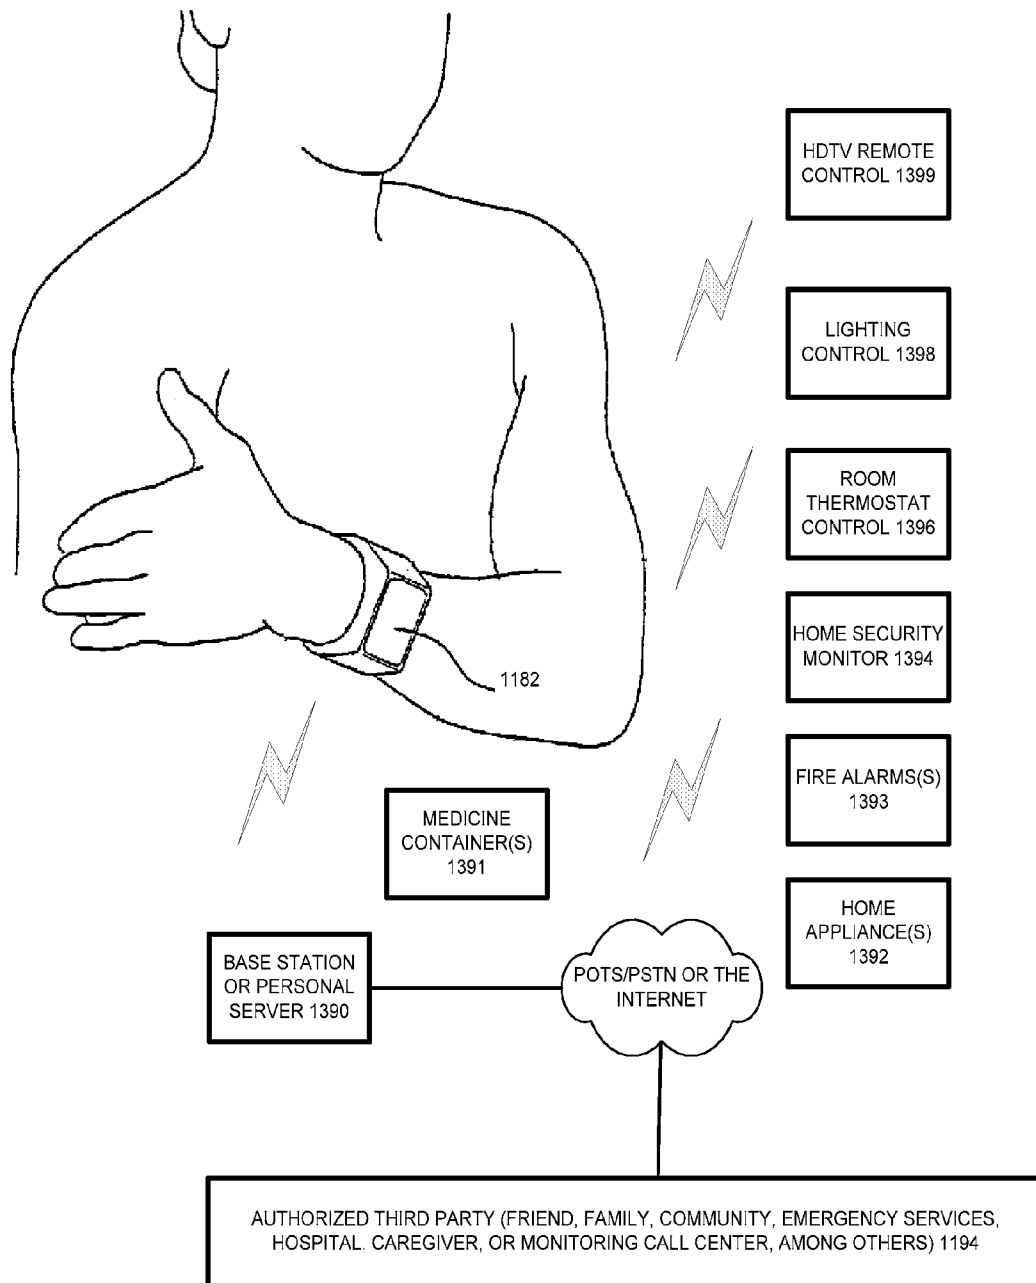 HDTV REMOTE
CONTROL 1399
LIGHTING
CONTROL 1398
ROOM
THERMOSTAT
CONTROL 1396
HOME SECURITY
MONITOR 1394
1182
FIRE ALARMS(S)
1393
MEDICINE
CONTAINER(S)
1391
HOME
APPLIANCE(S)
1392
BASE STATION
OR PERSONAL
SERVER 1390
POTS/PSTN OR THE
INTERNET
AUTHORIZED THIRD PARTY (FRIEND, FAMILY, COMMUNITY, EMERGENCY SERVICES,
HOSPITAL, CAREGIVER, OR MONITORING CALL CENTER, AMONG OTHERS) 1194